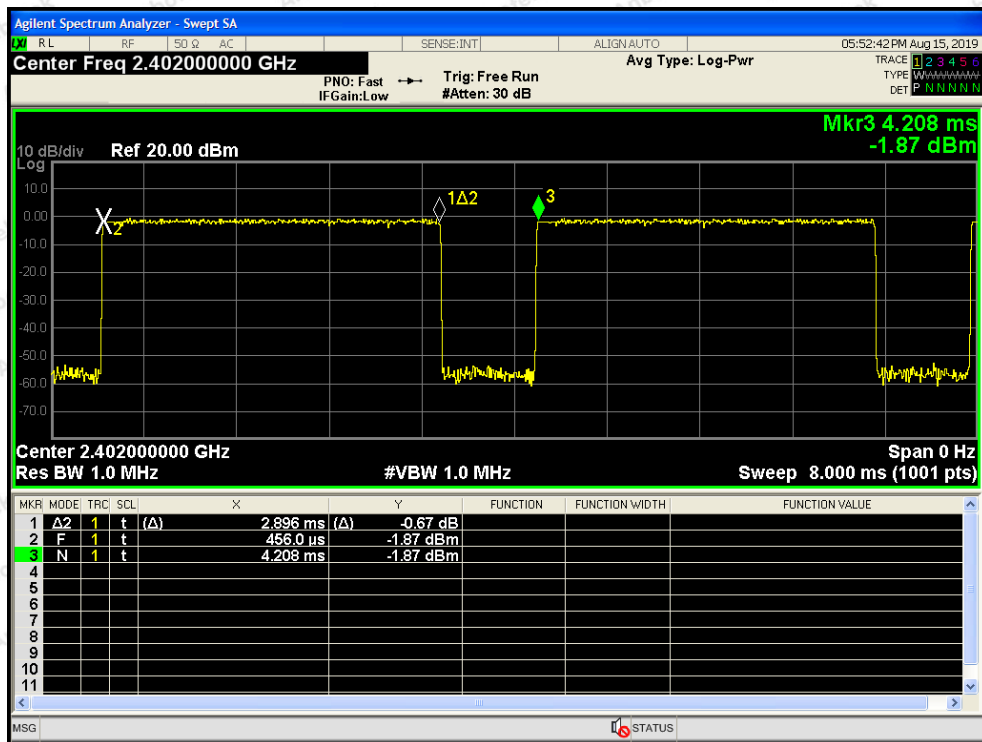 Agilent Spectrum Analyzer - Swept SA
LXI RL RF 50 Ω AC SENSE:INT ALIGNAUTO 05:52:42 PM Aug 15, 2019
Center Freq 2.402000000 GHz Avg Type: Log-Pwr TRACE 1 2 3 4 5 6
PNO: Fast Trig: Free Run TYPE WWWWWW
IFGain:Low #Atten: 30 dB DET P N N N N N
Mkr3 4.208 ms
-1.87 dBm
10 dB/div Ref 20.00 dBm
Log
10.0
1Δ2
3
0.00
X2
-10.0
-20.0
-30.0
-40.0
-50.0
-60.0
-70.0
Center 2.402000000 GHz Span 0 Hz
Res BW 1.0 MHz #VBW 1.0 MHz Sweep 8.000 ms (1001 pts)
MKR MODE TRC SCL X Y FUNCTION FUNCTION WIDTH FUNCTION VALUE
1 Δ2 1 t (Δ) 2.896 ms (Δ) -0.67 dB
2 F 1 t 456.0 µs -1.87 dBm
3 N 1 t 4.208 ms -1.87 dBm
4
5
6
7
8
9
10
11
MSG STATUS